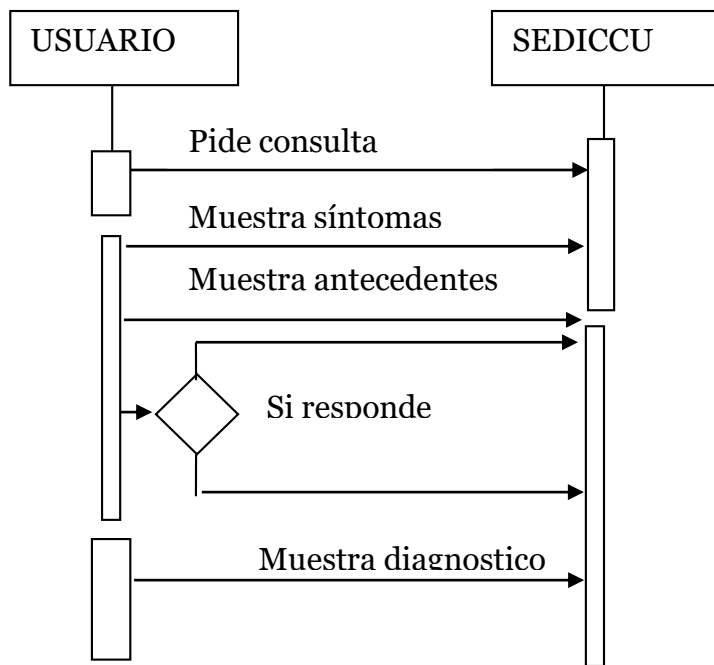 USUARIO
SEDICCU
Pide consulta
Muestra síntomas
Muestra antecedentes
Si responde
Muestra diagnostico